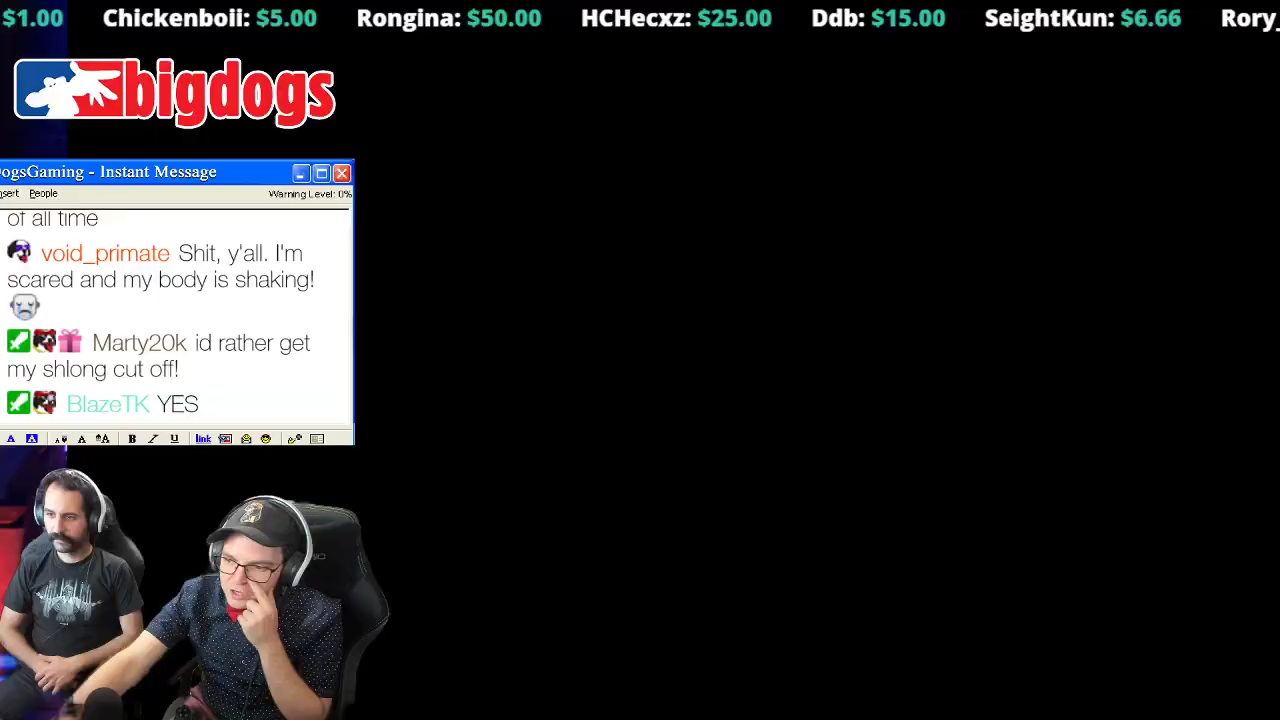 $1.00 Chickenboii: $5.00 Rongina: $50.00 HCHecxz: $25.00 Ddb: $15.00 SeightKun: $6.66 Rory_
bigdogs
ogsGaming - Instant Message
sert People Warning Level: 0%
of all time
void_primate Shit, y'all. I'm
scared and my body is shaking!
Marty20k id rather get
my shlong cut off!
BlazeTK YES
A A A A A B I U link